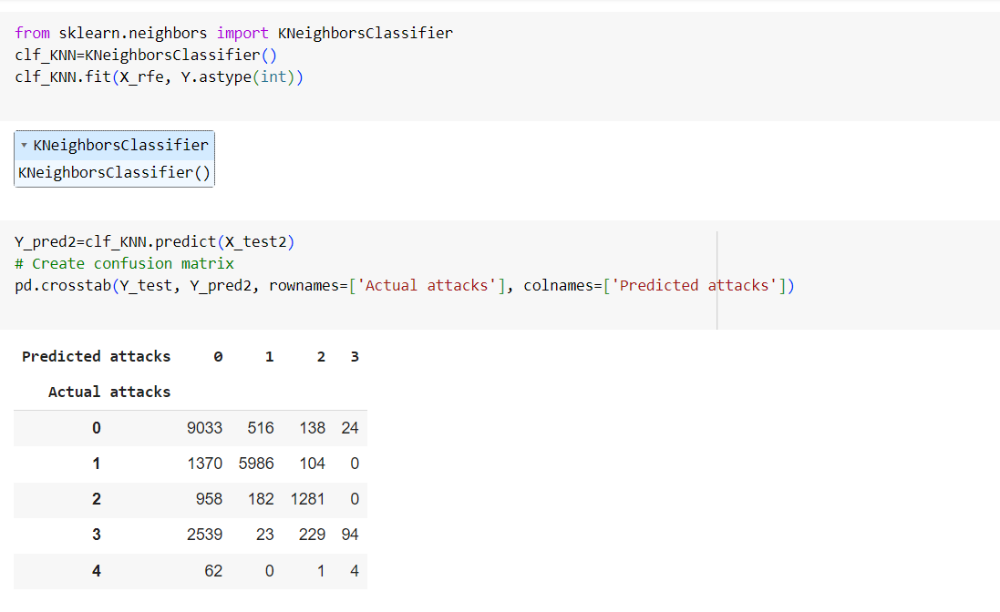 from sklearn.neighbors import KNeighborsClassifier
clf_KNN=KNeighborsClassifier()
clf_KNN.fit(X_rfe, Y.astype(int))
▾ KNeighborsClassifier
KNeighborsClassifier()
Y_pred2=clf_KNN.predict(X_test2)
# Create confusion matrix
pd.crosstab(Y_test, Y_pred2, rownames=['Actual attacks'], colnames=['Predicted attacks'])
Predicted attacks 0 1 2 3
Actual attacks
0 9033 516 138 24
1 1370 5986 104 0
2 958 182 1281 0
3 2539 23 229 94
4 62 0 1 4